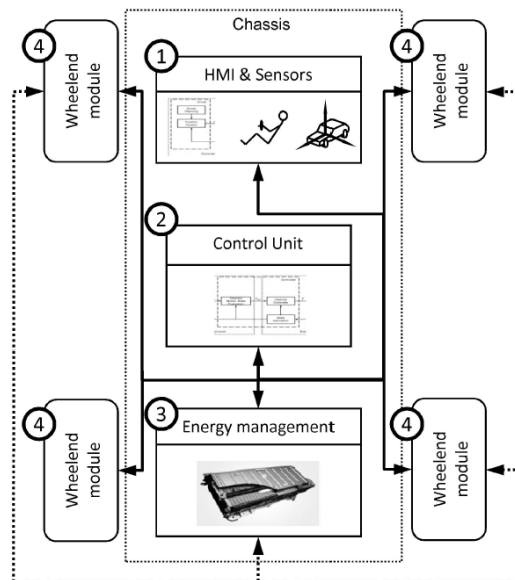 Chassis
4
Wheelend
module
4
Wheelend
module
1
HMI & Sensors
2
Control Unit
3
Energy management
4
Wheelend
module
4
Wheelend
module